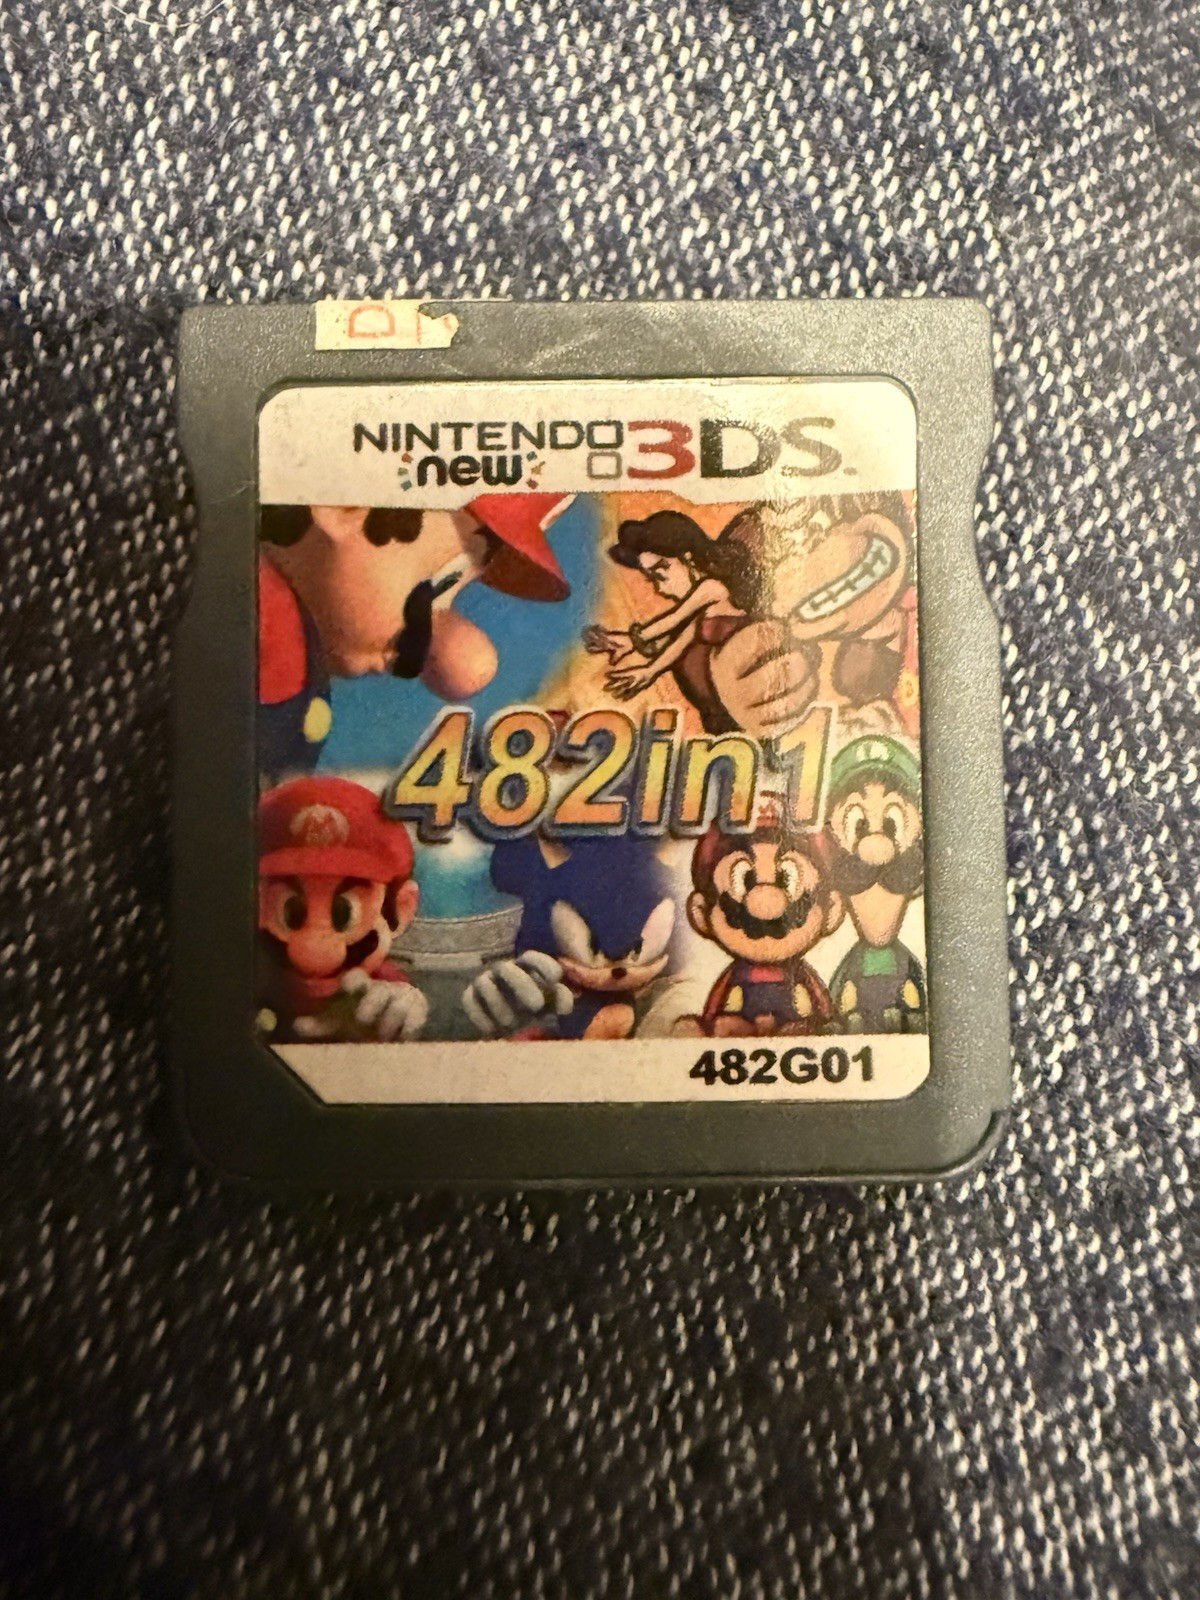 D
NINTENDO 3DS
new
482in1
M
L
482G01